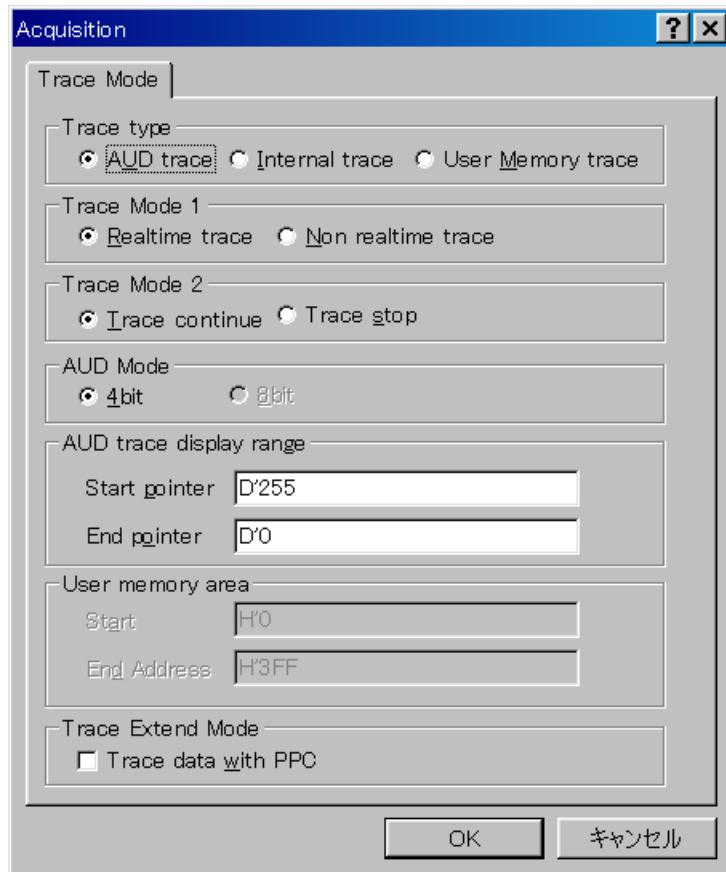 Acquisition
Trace Mode
Trace type
AUD trace Internal trace User Memory trace
Trace Mode 1
Realtime trace Non realtime trace
Trace Mode 2
Trace continue Trace stop
AUD Mode
4bit 8bit
AUD trace display range
Start pointer D'255
End pointer D'0
User memory area
Start H'0
End Address H'3FF
Trace Extend Mode
Trace data with PPC
OK キャンセル